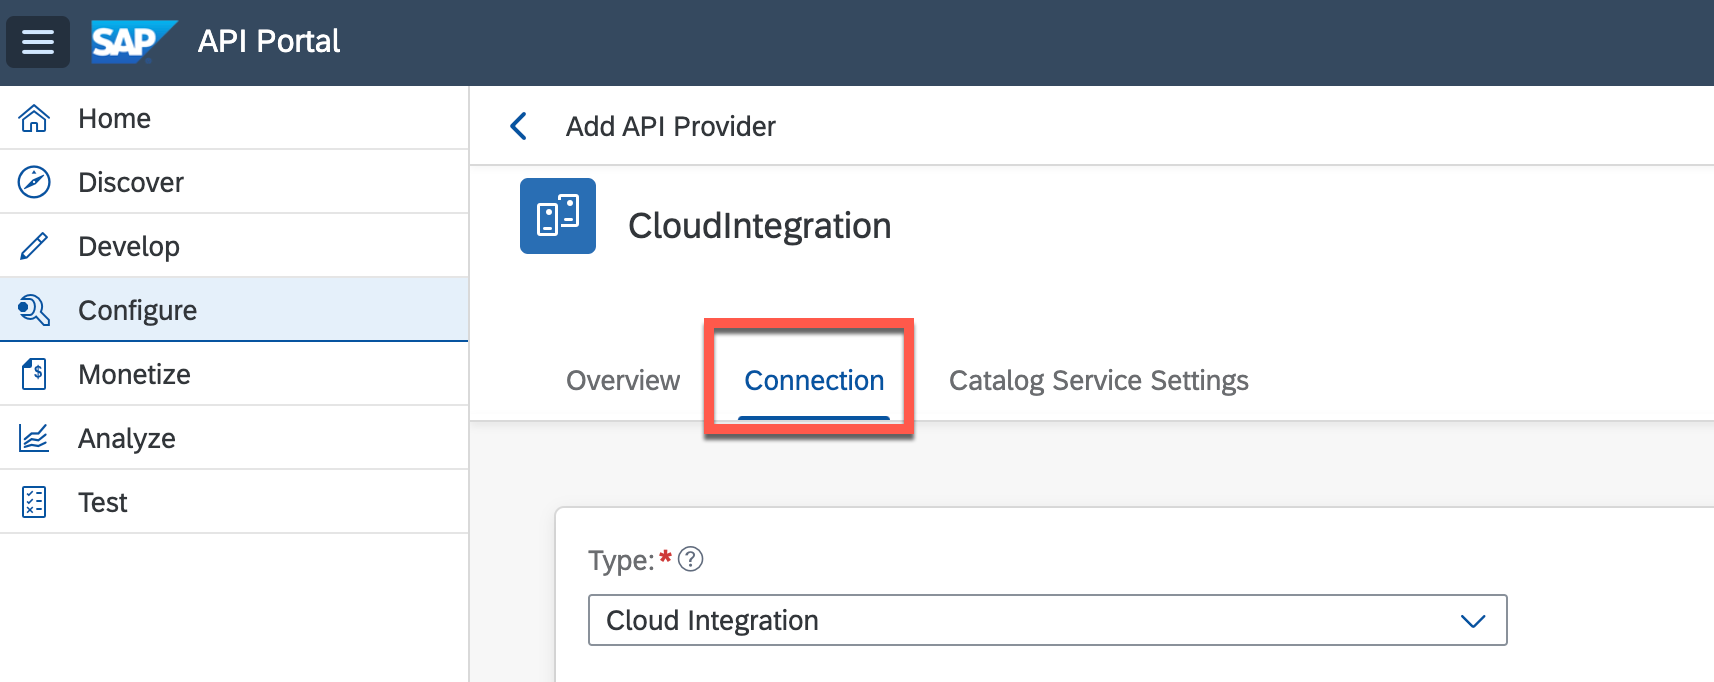 SAP API Portal
Home
Discover
Develop
Configure
Monetize
Analyze
Test
Add API Provider
CloudIntegration
Overview Connection Catalog Service Settings
Type:*
Cloud Integration